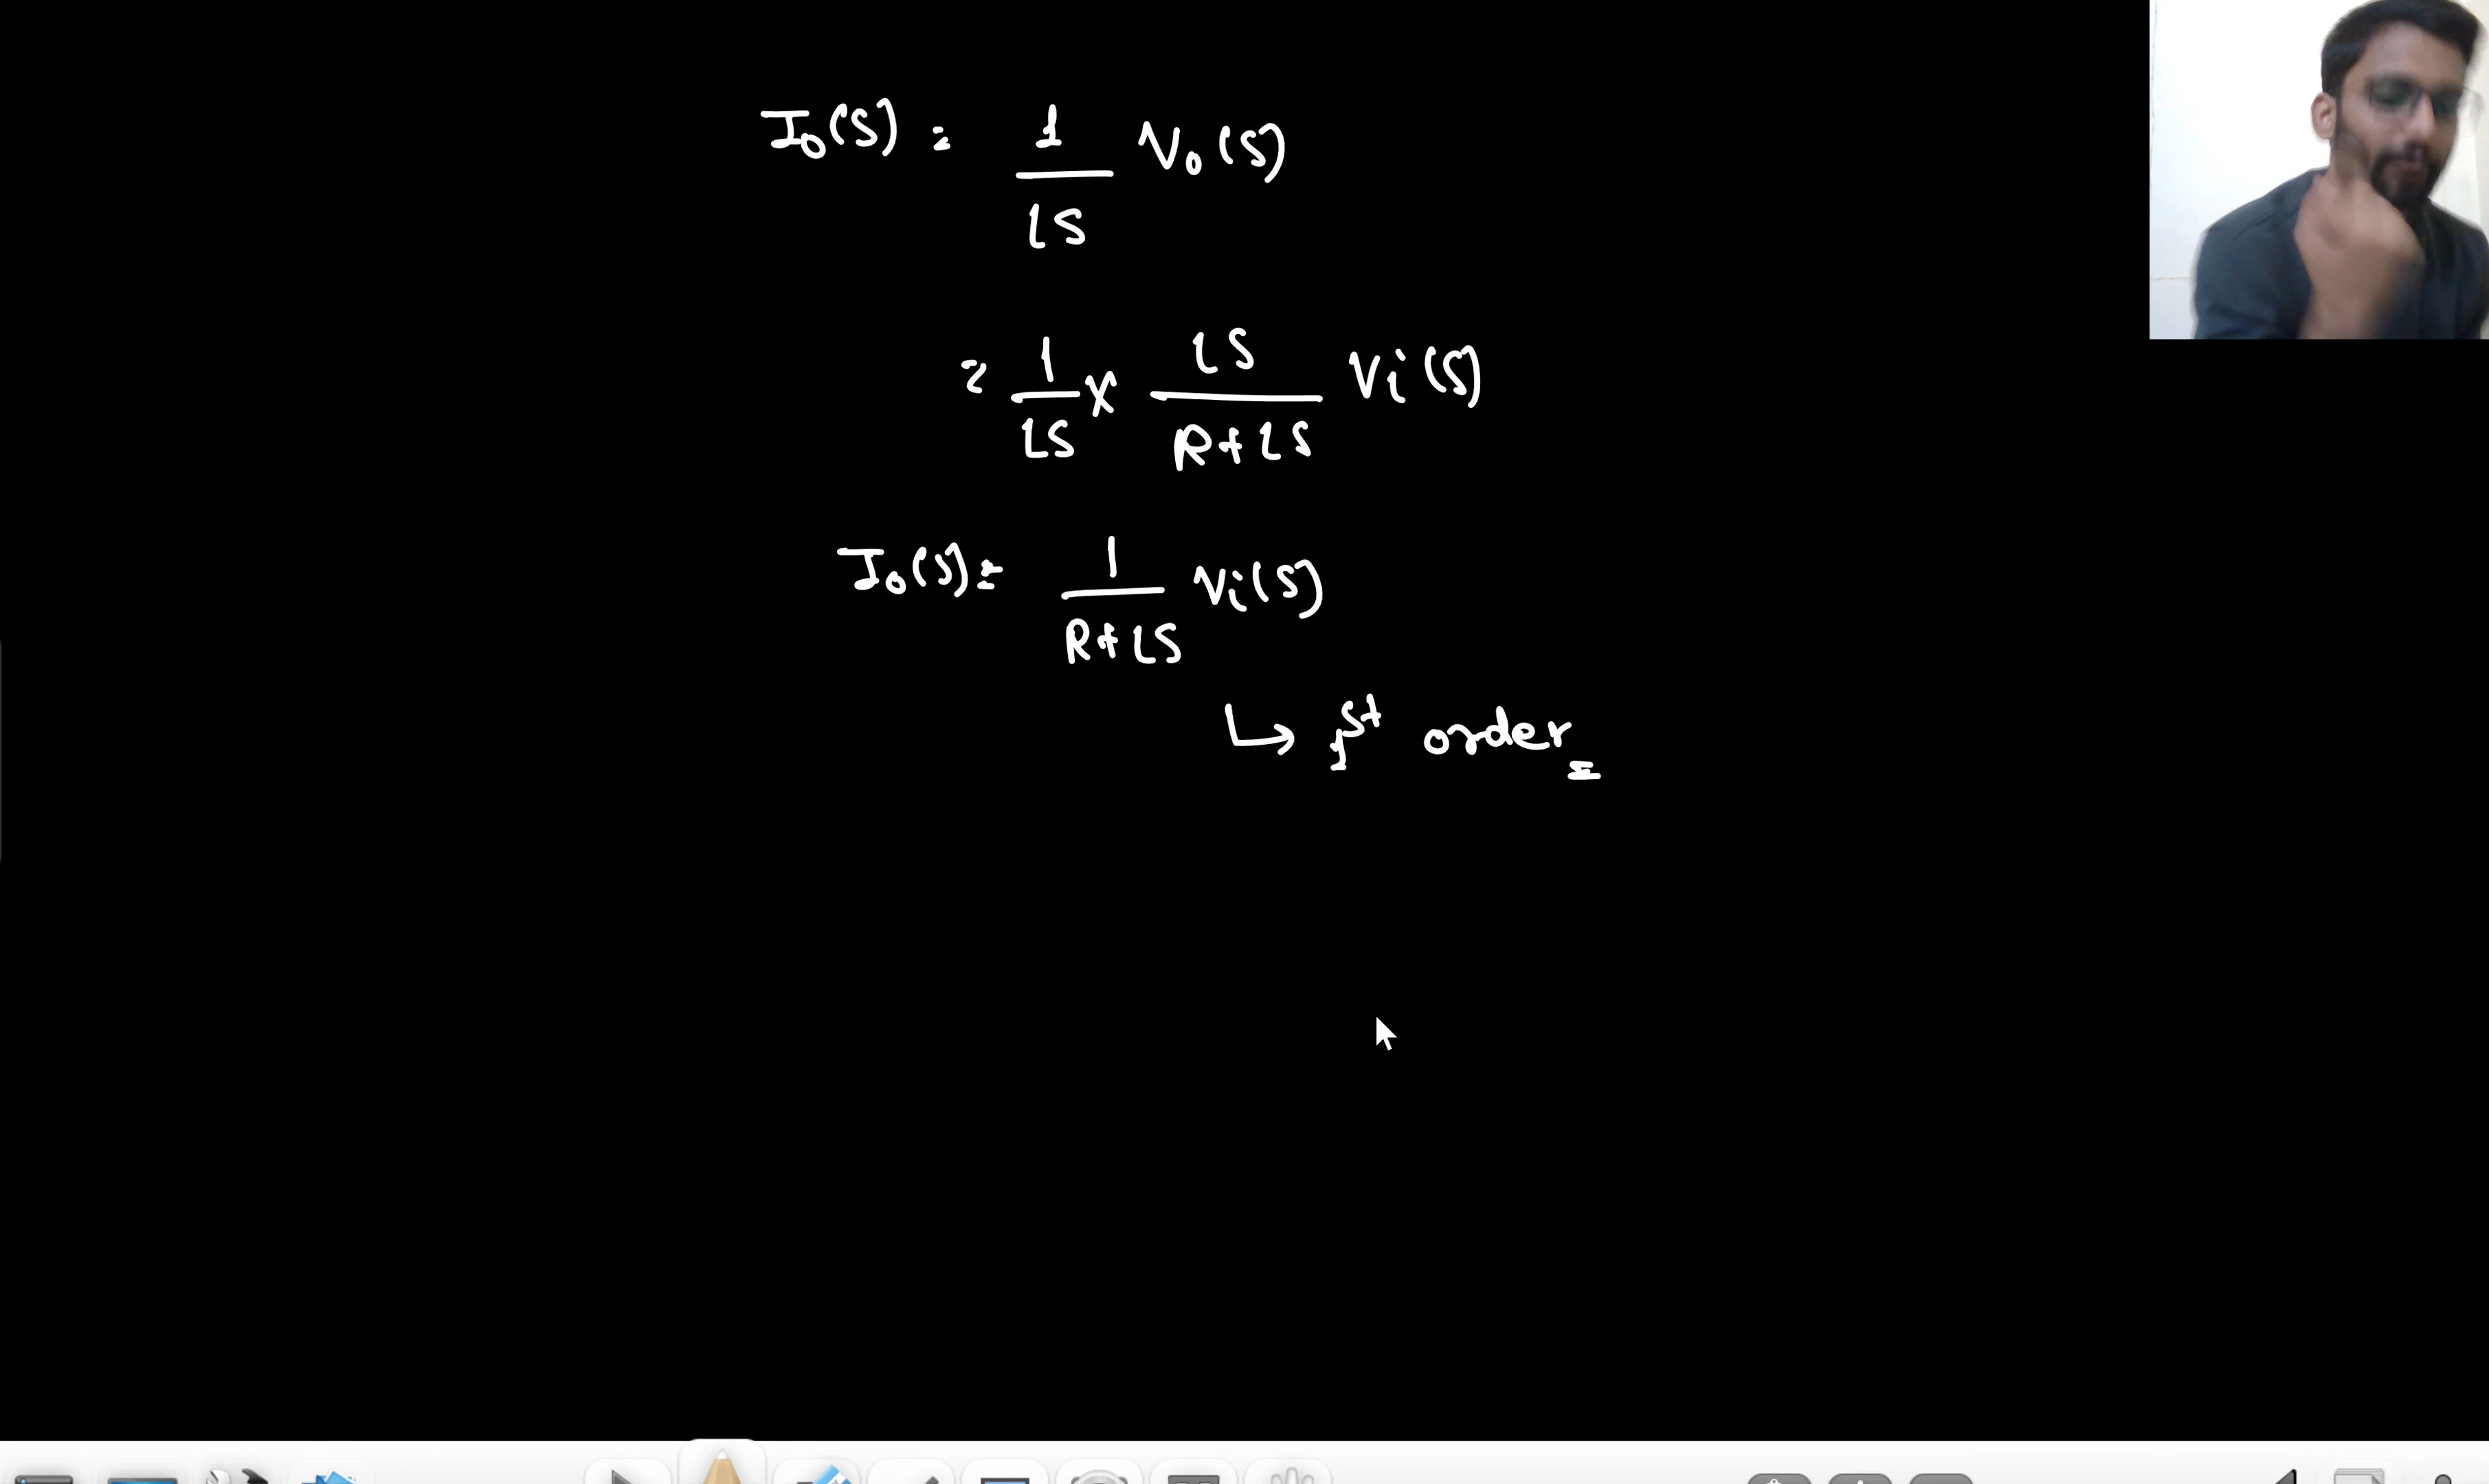 I₀(S) = 1/LS V₀(S)
= 1/LS × LS/R+LS Vi(S)
I₀(S) = 1/R+LS Vi(S)
↳ 1st order